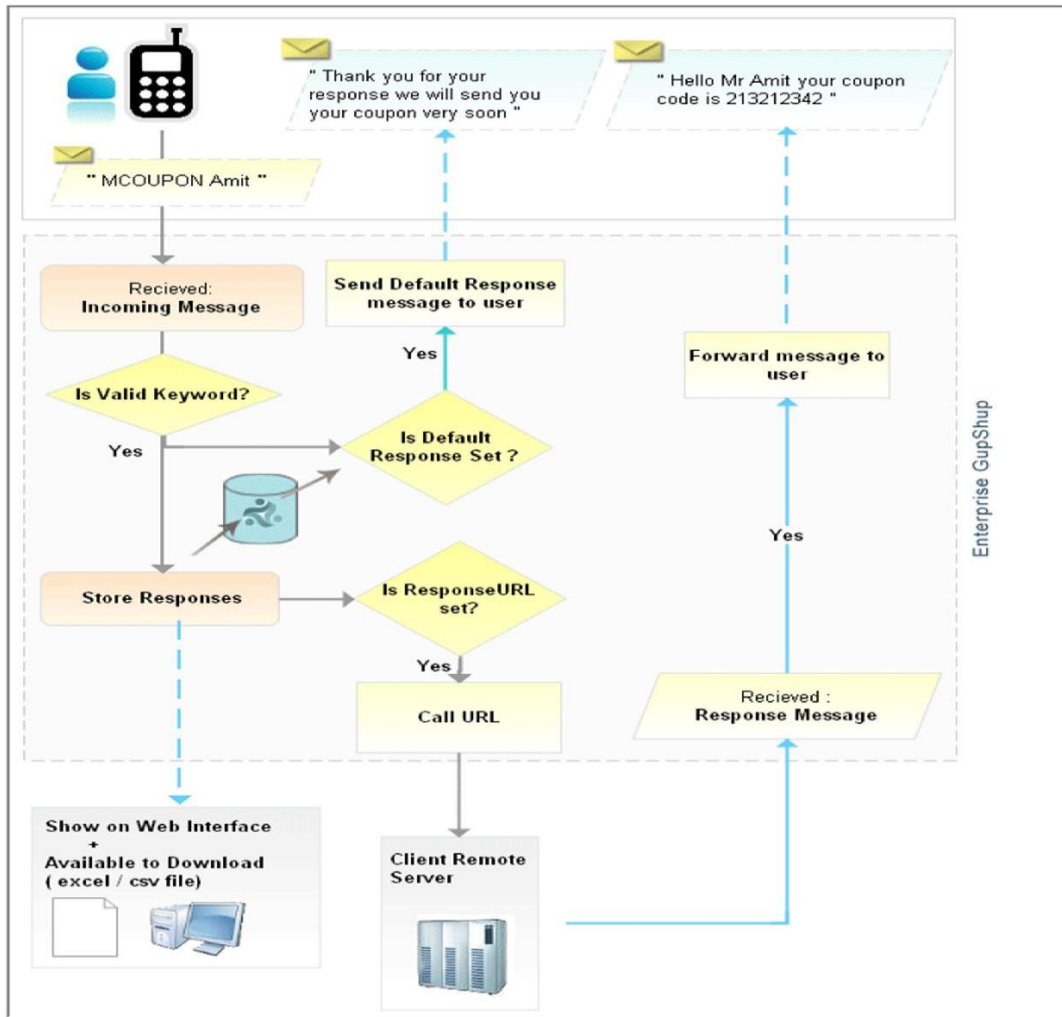 " Thank you for your
response we will send you
your coupon very soon "
" Hello Mr Amit your coupon
code is 213212342 "
" MCOUPON Amit "
Recieved:
Incoming Message
Send Default Response
message to user
Yes
Forward message to
user
Is Valid Keyword?
Yes
Is Default
Response Set ?
Enterprise GupShup
Yes
Store Responses
Is ResponseURL
set?
Yes
Call URL
Recieved :
Response Message
Show on Web Interface
+
Available to Download
( excel / csv file)
Client Remote
Server